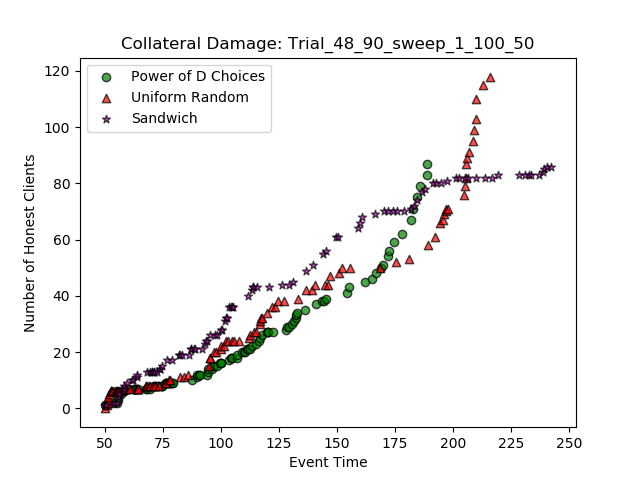 Collateral Damage: Trial_48_90_sweep_1_100_50
Power of D Choices
Uniform Random
Sandwich
Number of Honest Clients
120
100
80
60
40
20
0
50
75
100
125
150
175
200
225
250
Event Time